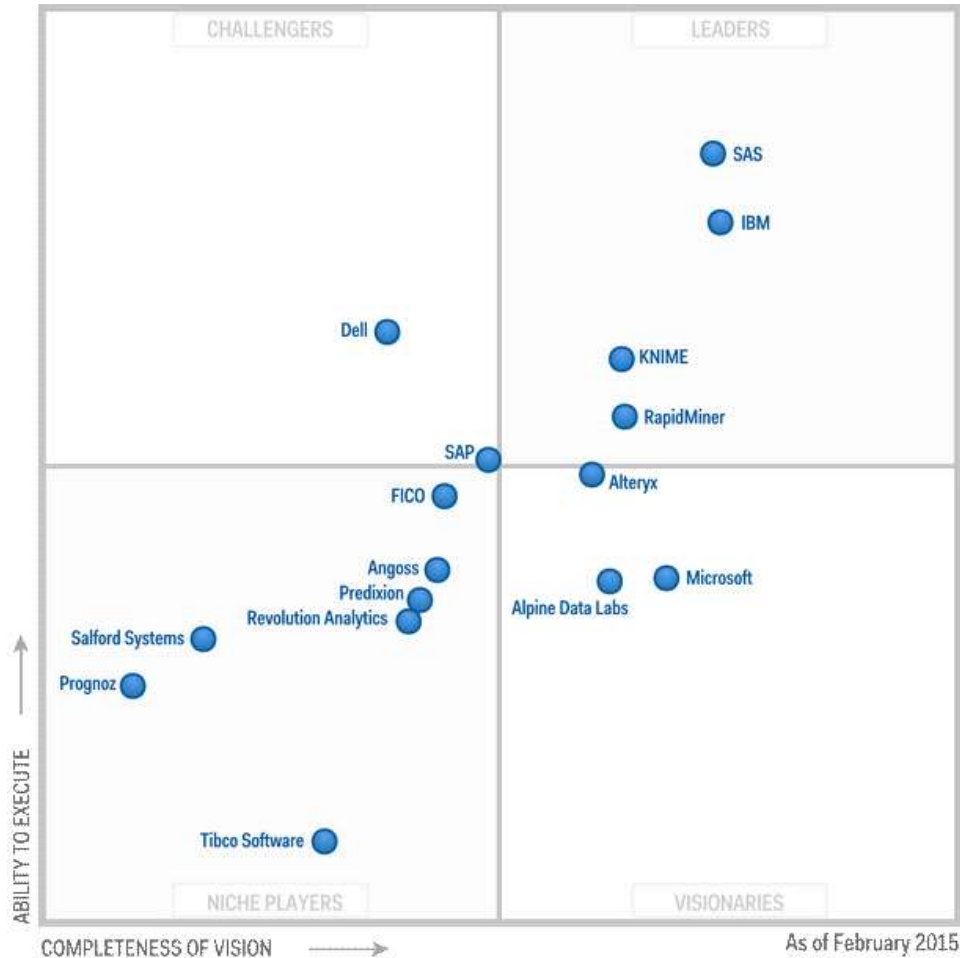 CHALLENGERS
LEADERS
SAS
IBM
Dell
KNIME
RapidMiner
SAP
Alteryx
FICO
Angoss
Microsoft
Predixion
Alpine Data Labs
Revolution Analytics
Salford Systems
Prognoz
Tibco Software
ABILITY TO EXECUTE
NICHE PLAYERS
VISIONARIES
COMPLETENESS OF VISION
As of February 2015